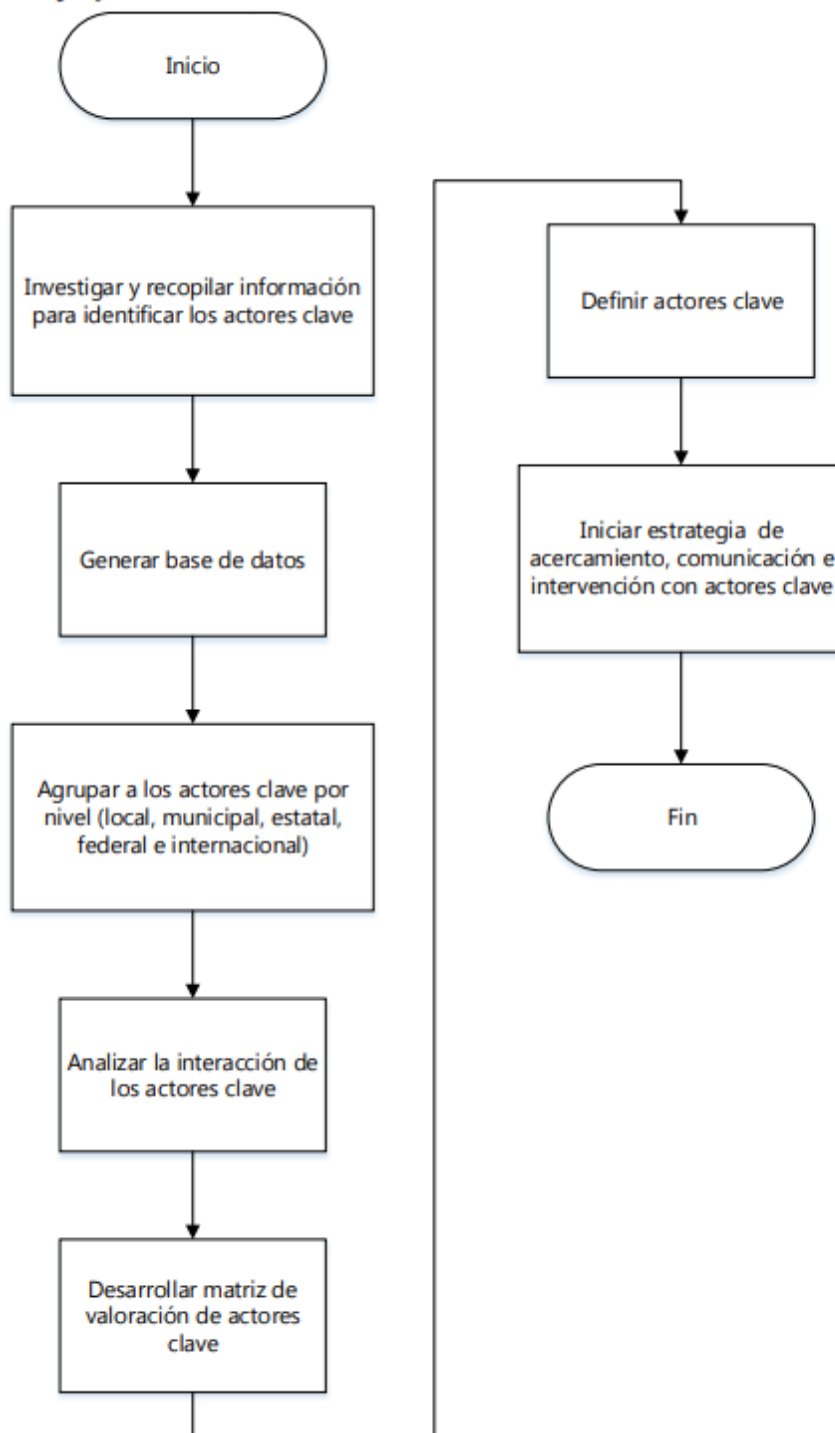 Inicio
Investigar y recopilar información
para identificar los actores clave
Generar base de datos
Agrupar a los actores clave por
nivel (local, municipal, estatal,
federal e internacional)
Analizar la interacción de
los actores clave
Desarrollar matriz de
valoración de actores
clave
Definir actores clave
Iniciar estrategia de
acercamiento, comunicación e
intervención con actores clave
Fin